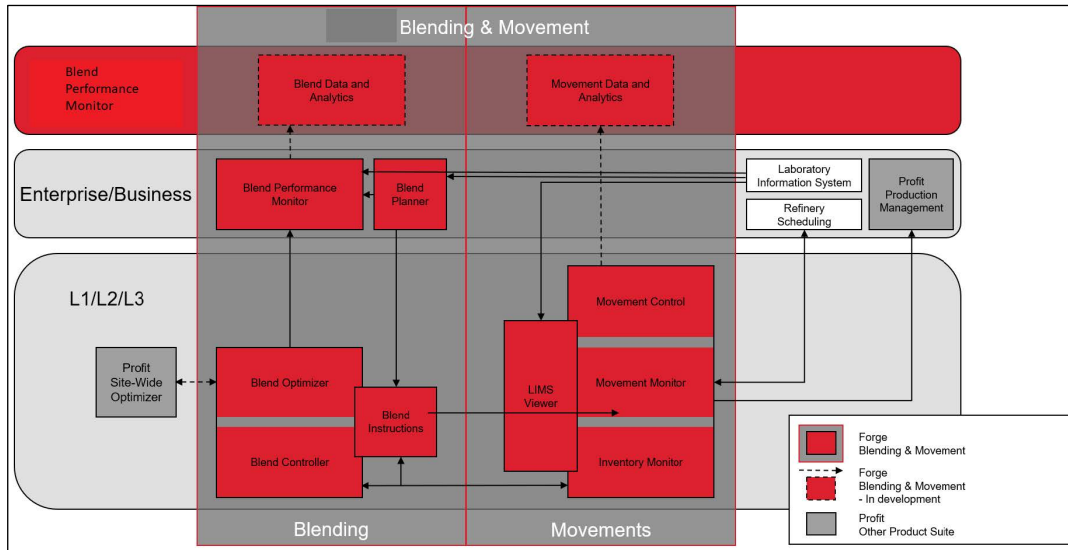 Blending & Movement
Blend
Performance
Monitor
Blend Data and
Analytics
Movement Data and
Analytics
Enterprise/Business
Blend Performance
Monitor
Blend
Planner
Laboratory
Information System
Refinery
Scheduling
Profit
Production
Management
L1/L2/L3
Profit
Site-Wide
Optimizer
Blend Optimizer
Blend Controller
Blend
Instructions
LIMS
Viewer
Movement Control
Movement Monitor
Inventory Monitor
Blending
Movements
Forge
Blending & Movement
Forge
Blending & Movement
- In development
Profit
Other Product Suite